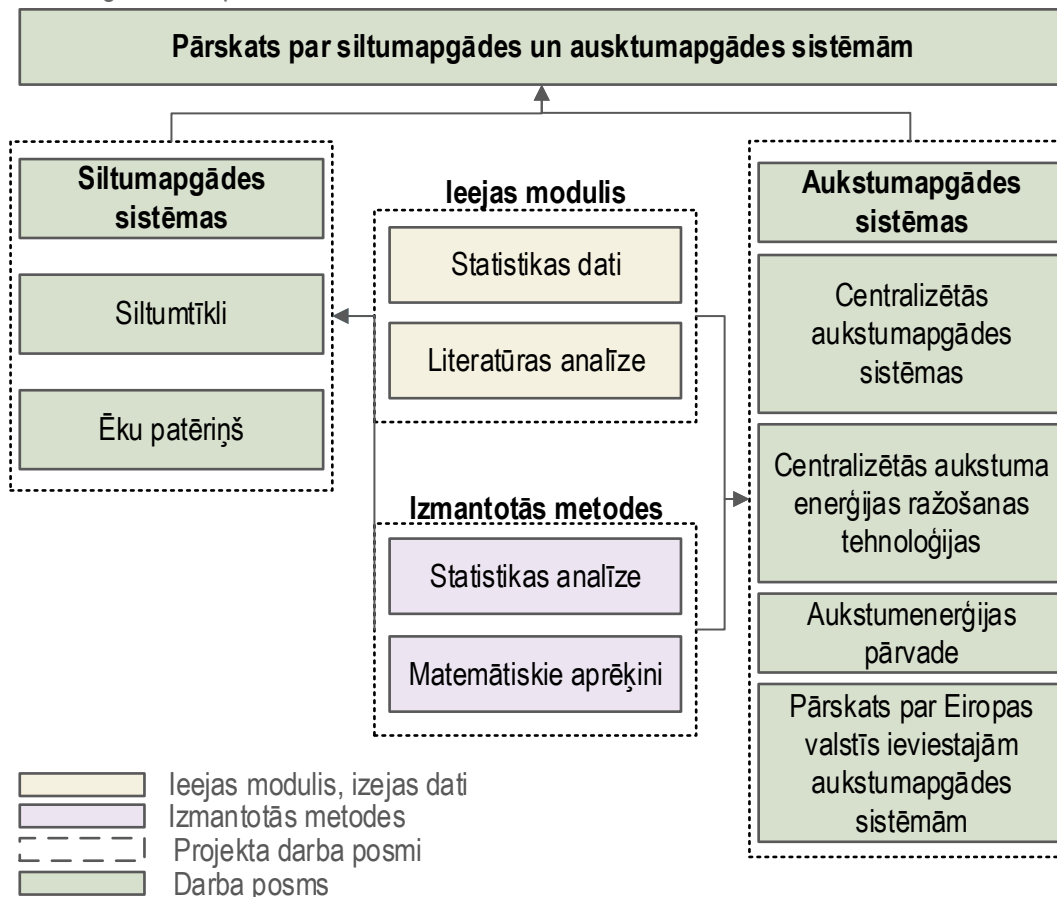 Pārskats par siltumapgādes un ausktumapgādes sistēmām
Siltumapgādes
sistēmas
Siltumtīkli
Ēku patēriņš
Ieejas modulis
Statistikas dati
Literatūras analīze
Izmantotās metodes
Statistikas analīze
Matemātiskie aprēķini
Aukstumapgādes
sistēmas
Centralizētās
aukstumapgādes
sistēmas
Centralizētās aukstuma
enerģijas ražošanas
tehnoloģijas
Aukstumenerģijas
pārvade
Pārskats par Eiropas
valstīs ieviestajām
aukstumapgādes
sistēmām
Ieejas modulis, izejas dati
Izmantotās metodes
Projekta darba posmi
Darba posms